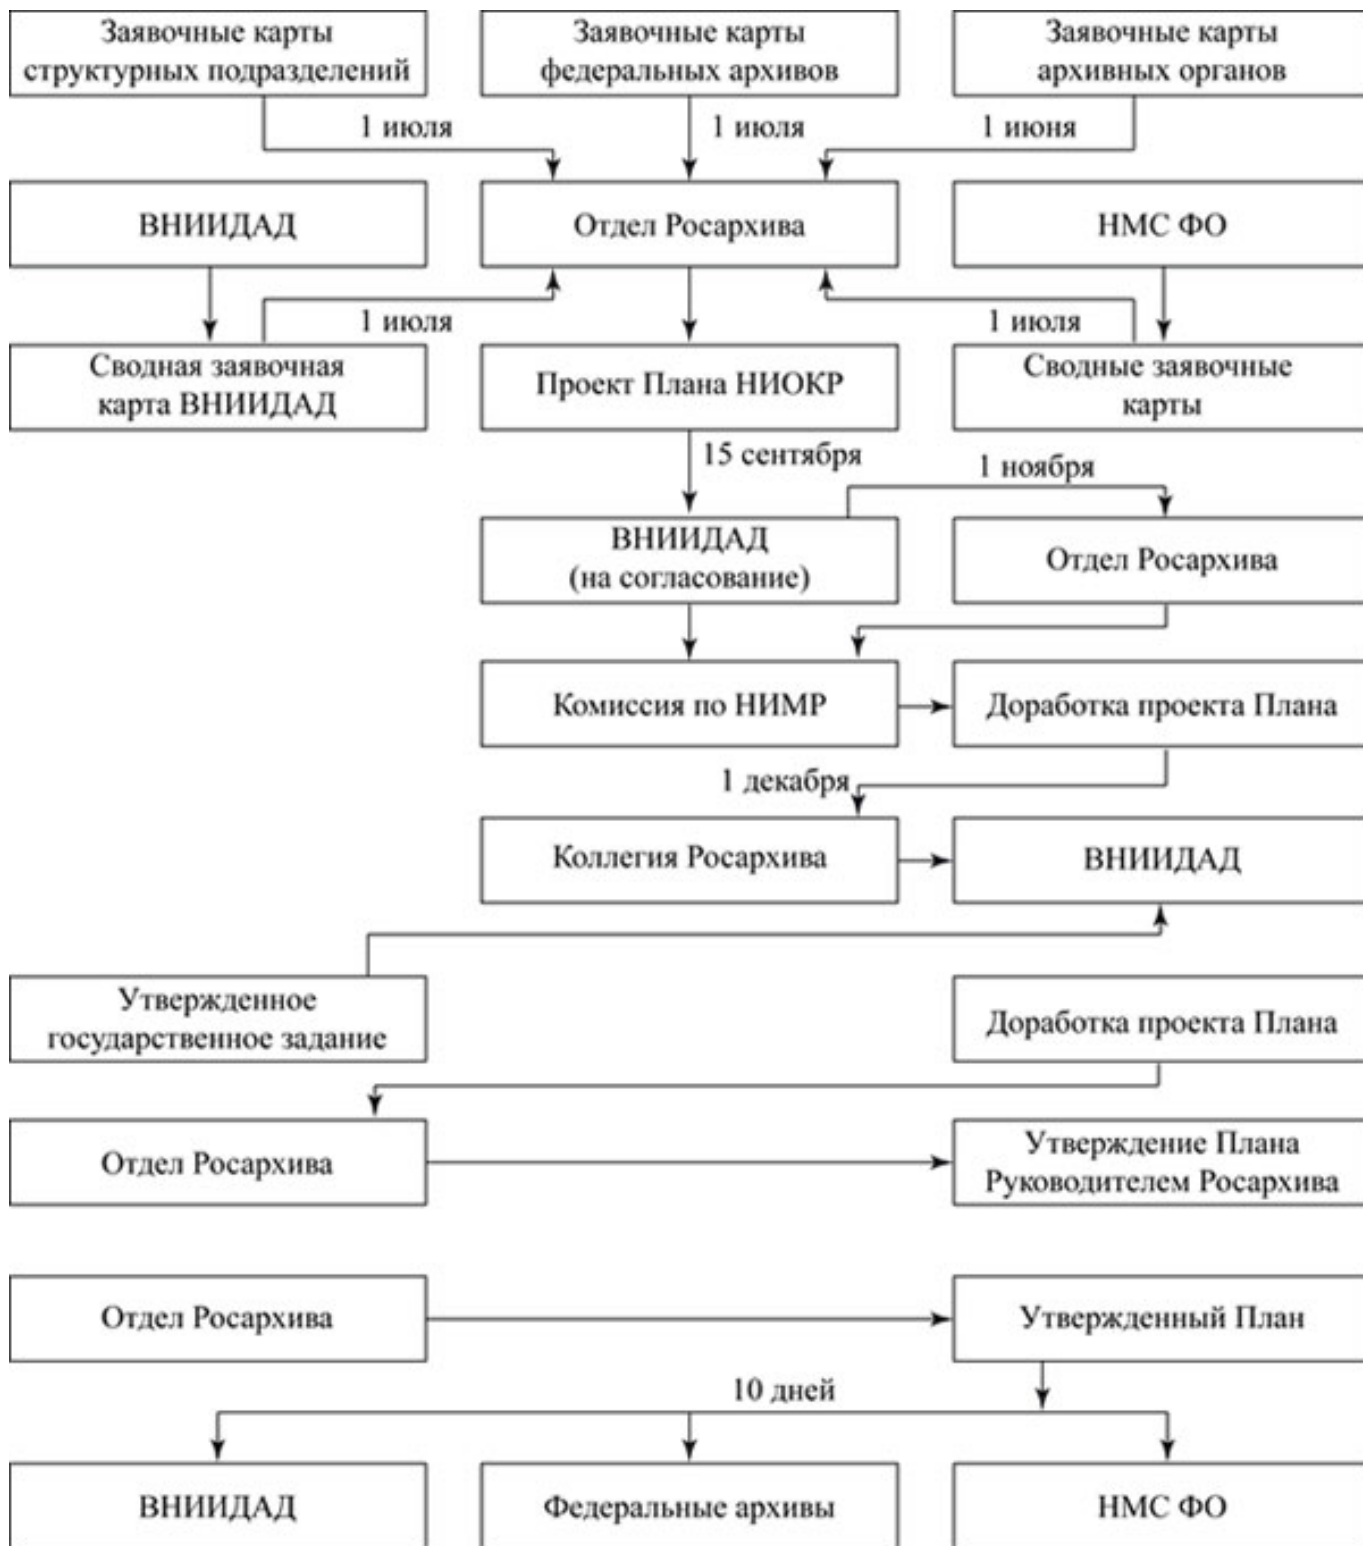 Заявочные карты
структурных подразделений
Заявочные карты
федеральных архивов
Заявочные карты
архивных органов
1 июля
1 июля
1 июня
ВНИИДАД
Отдел Росархива
НМС ФО
1 июля
1 июля
Сводная заявочная
карта ВНИИДАД
Проект Плана НИОКР
Сводные заявочные
карты
15 сентября
1 ноября
ВНИИДАД
(на согласование)
Отдел Росархива
Комиссия по НИМР
Доработка проекта Плана
1 декабря
Коллегия Росархива
ВНИИДАД
Утвержденное
государственное задание
Доработка проекта Плана
Отдел Росархива
Утверждение Плана
Руководителем Росархива
Отдел Росархива
Утвержденный План
10 дней
ВНИИДАД
Федеральные архивы
НМС ФО